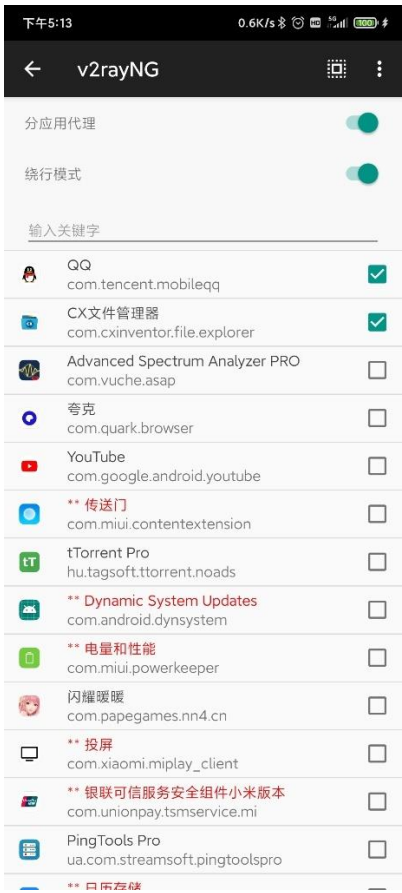 下午5:13
0.6K/s
HD
5G
100
v2rayNG
分应用代理
绕行模式
输入关键字
QQ
com.tencent.mobileqq
CX文件管理器
com.cxinventor.file.explorer
Advanced Spectrum Analyzer PRO
com.vuche.asap
夸克
com.quark.browser
YouTube
com.google.android.youtube
** 传送门
com.miui.contentextension
tT
tTorrent Pro
hu.tagsoft.ttorrent.noads
** Dynamic System Updates
com.android.dynsystem
** 电量和性能
com.miui.powerkeeper
闪耀暖暖
com.papegames.nn4.cn
** 投屏
com.xiaomi.miplay_client
** 银联可信服务安全组件小米版本
com.unionpay.tsmservice.mi
PingTools Pro
ua.com.streamsoft.pingtoolspro
** 日历存储